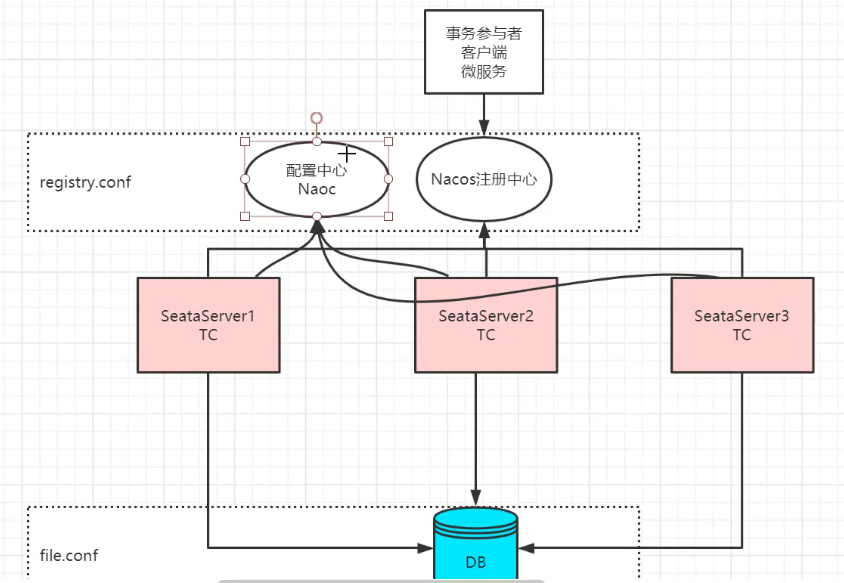 事务参与者
客户端
微服务
registry.conf
配置中心
Naoc
Nacos注册中心
SeataServer1
TC
SeataServer2
TC
SeataServer3
TC
file.conf
DB